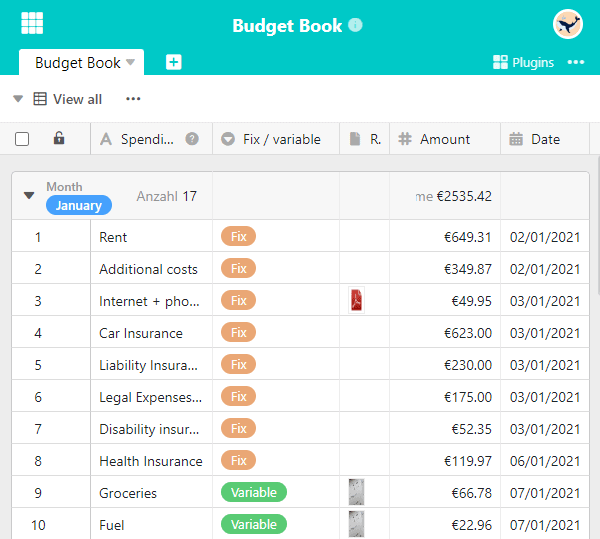 Budget Book
Budget Book
Plugins
View all
Spendi... Fix / variable R. Amount Date
Month
January
Anzahl 17
me €2535.42
1 Rent Fix €649.31 02/01/2021
2 Additional costs Fix €349.87 02/01/2021
3 Internet + pho... Fix €49.95 03/01/2021
4 Car Insurance Fix €623.00 03/01/2021
5 Liability Insura... Fix €230.00 03/01/2021
6 Legal Expenses... Fix €175.00 03/01/2021
7 Disability insur... Fix €52.35 03/01/2021
8 Health Insurance Fix €119.97 06/01/2021
9 Groceries Variable €66.78 07/01/2021
10 Fuel Variable €22.96 07/01/2021